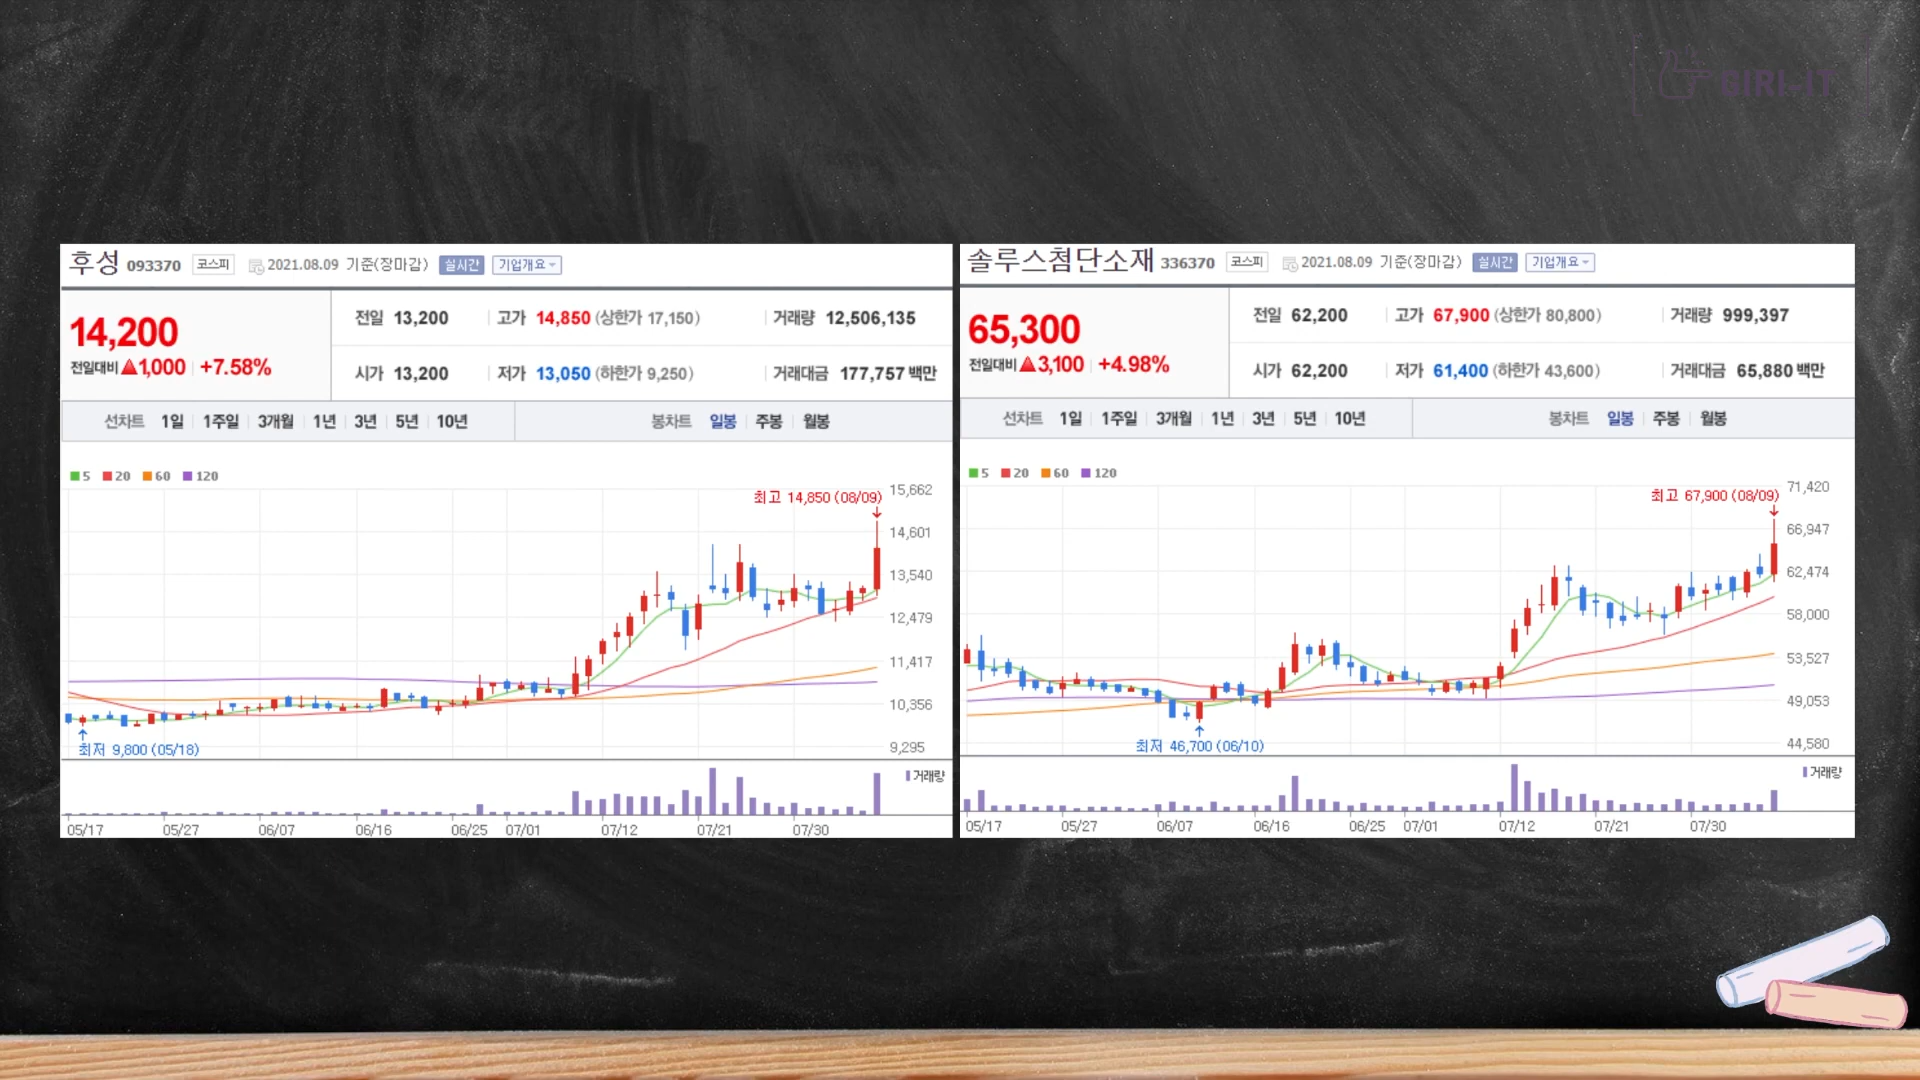 GIRI-IT
후성 093370 코스피 2021.08.09 기준(장마감) 실시간 기업개요
14,200
전일대비 ▲1,000 +7.58%
전일 13,200 고가 14,850 (상한가 17,150) 거래량 12,506,135
시가 13,200 저가 13,050 (하한가 9,250) 거래대금 177,757 백만
선차트 1일 1주일 3개월 1년 3년 5년 10년 봉차트 일봉 주봉 월봉
5 20 60 120
최고 14,850 (08/09)
15,662
14,601
13,540
12,479
11,417
10,356
9,295
최저 9,800 (05/18)
거래량
05/17 05/27 06/07 06/16 06/25 07/01 07/12 07/21 07/30
솔루스첨단소재 336370 코스피 2021.08.09 기준(장마감) 실시간 기업개요
65,300
전일대비 ▲3,100 +4.98%
전일 62,200 고가 67,900 (상한가 80,800) 거래량 999,397
시가 62,200 저가 61,400 (하한가 43,600) 거래대금 65,880 백만
선차트 1일 1주일 3개월 1년 3년 5년 10년 봉차트 일봉 주봉 월봉
5 20 60 120
최고 67,900 (08/09)
71,420
66,947
62,474
58,000
53,527
49,053
44,580
최저 46,700 (06/10)
거래량
05/17 05/27 06/07 06/16 06/25 07/01 07/12 07/21 07/30